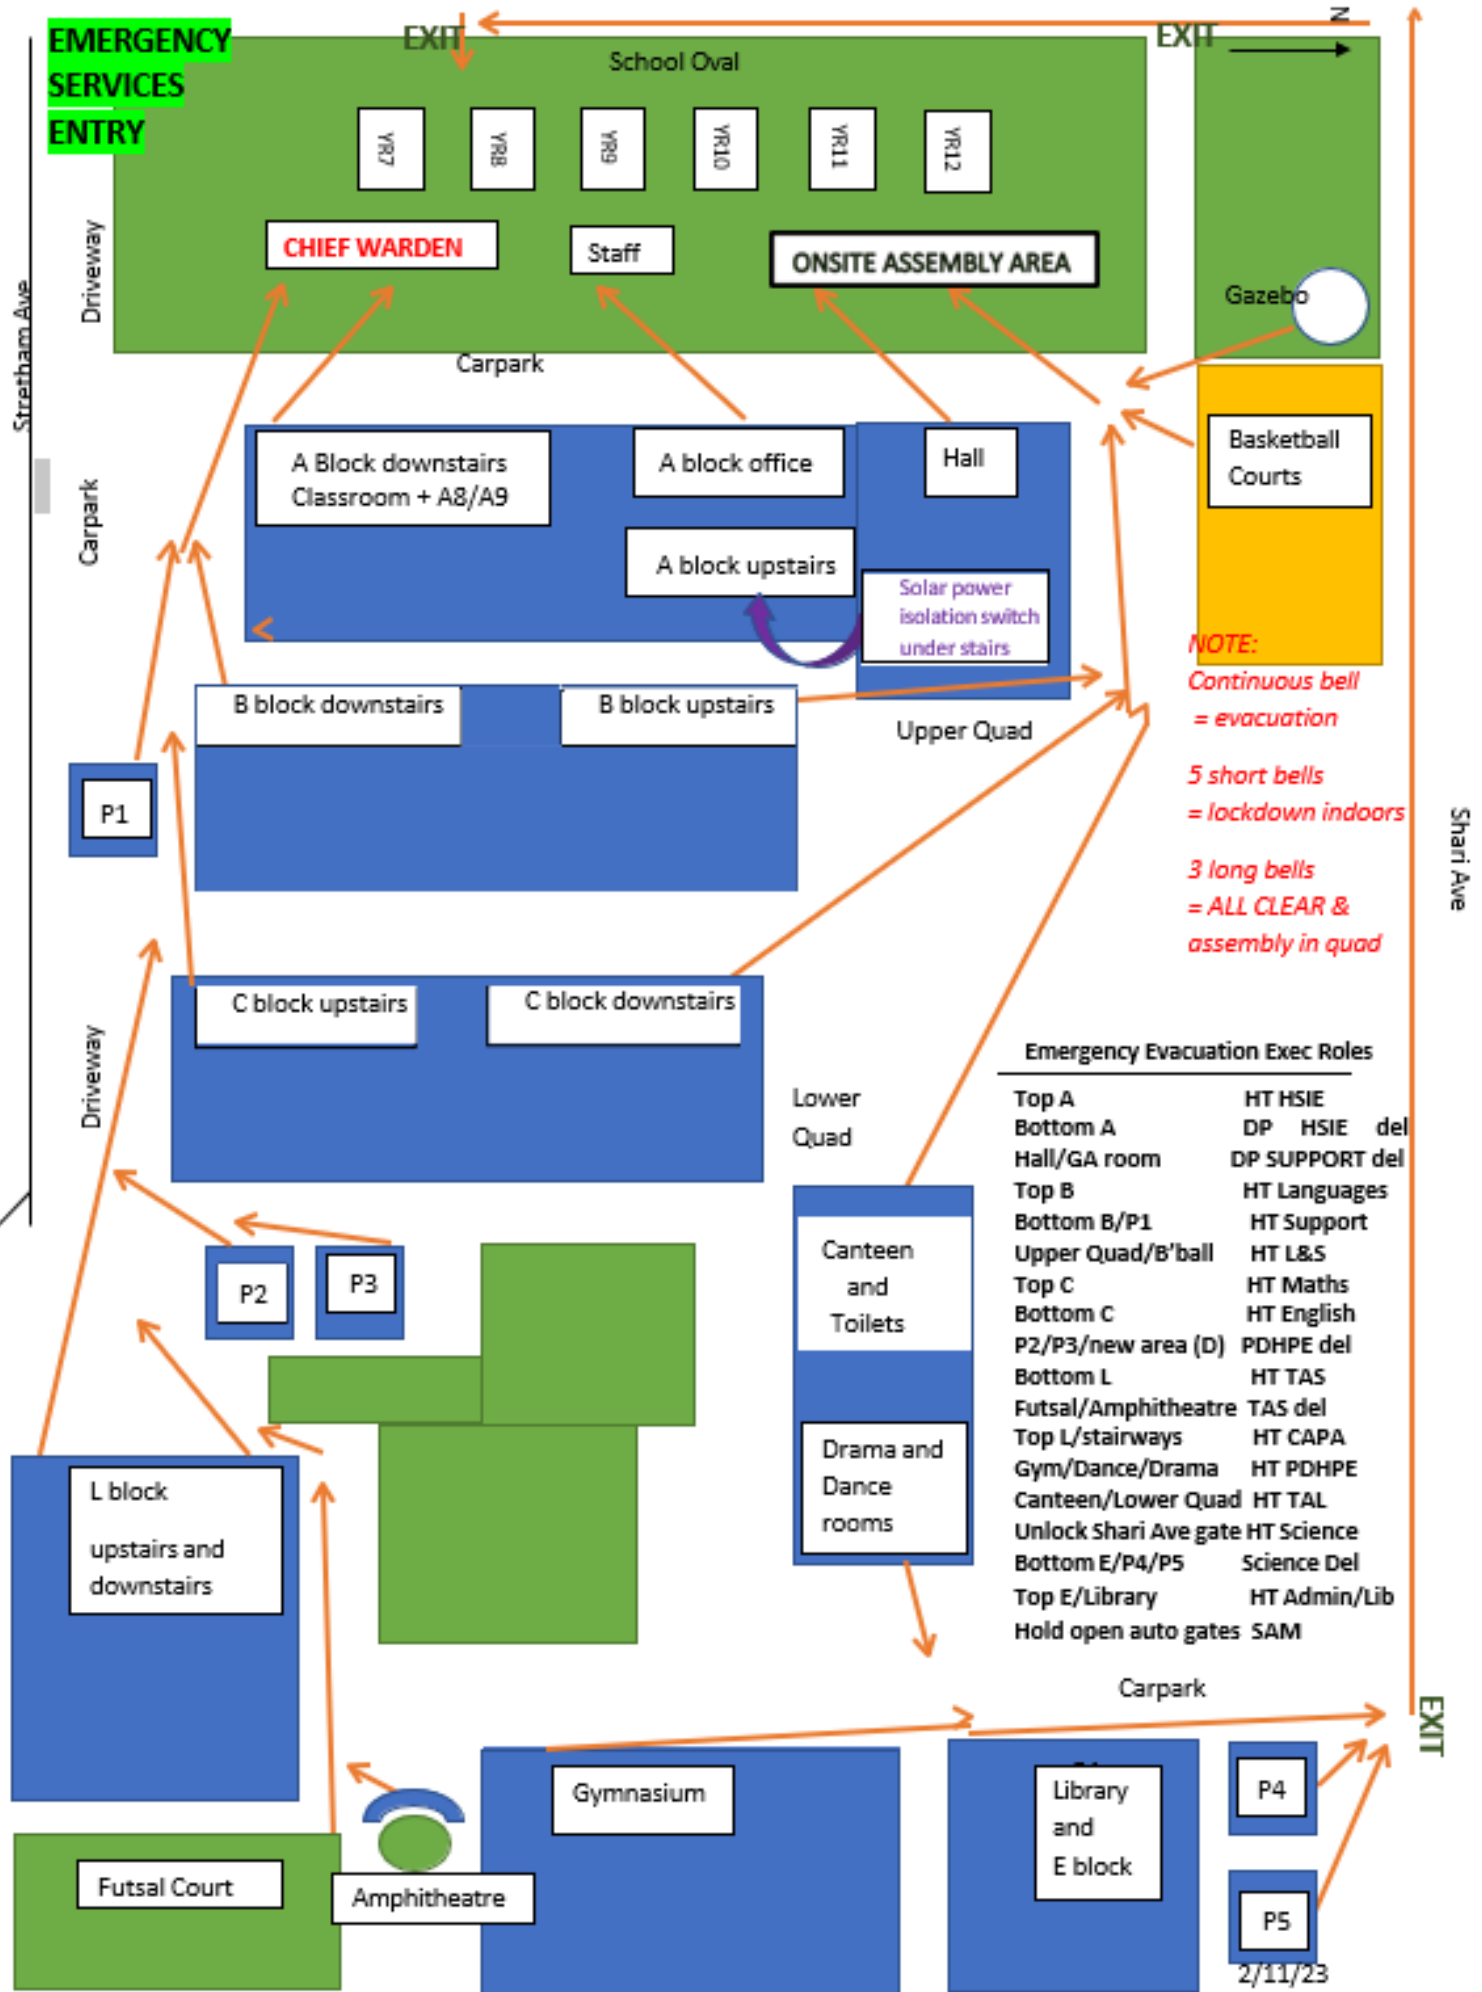 EMERGENCY
SERVICES
ENTRY
EXIT
EXIT
N
School Oval
YR7
YR8
YR9
YR10
YR11
YR12
CHIEF WARDEN
Staff
ONSITE ASSEMBLY AREA
Gazebo
Driveway
Stretham Ave
Carpark
Carpark
A Block downstairs
Classroom + A8/A9
A block office
Hall
Basketball
Courts
A block upstairs
Solar power
isolation switch
under stairs
NOTE:
Continuous bell
= evacuation
5 short bells
= lockdown indoors
3 long bells
= ALL CLEAR &
assembly in quad
B block downstairs
B block upstairs
Upper Quad
P1
Shari Ave
C block upstairs
C block downstairs
Driveway
Lower
Quad
Emergency Evacuation Exec Roles
Top A HT HSIE
Bottom A DP HSIE del
Hall/GA room DP SUPPORT del
Top B HT Languages
Bottom B/P1 HT Support
Upper Quad/B'ball HT L&S
Top C HT Maths
Bottom C HT English
P2/P3/new area (D) PDHPE del
Bottom L HT TAS
Futsal/Amphitheatre TAS del
Top L/stairways HT CAPA
Gym/Dance/Drama HT PDHPE
Canteen/Lower Quad HT TAL
Unlock Shari Ave gate HT Science
Bottom E/P4/P5 Science Del
Top E/Library HT Admin/Lib
Hold open auto gates SAM
P2
P3
Canteen
and
Toilets
Drama and
Dance
rooms
L block
upstairs and
downstairs
Carpark
EXIT
Gymnasium
Library
and
E block
P4
P5
Futsal Court
Amphitheatre
2/11/23